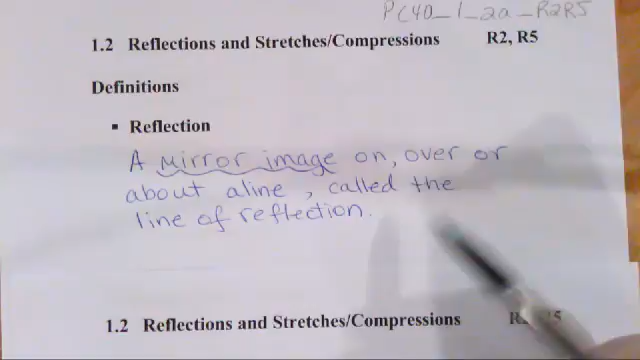 PC40_1_2a_R2R5
1.2 Reflections and Stretches/Compressions R2, R5
Definitions
▪ Reflection
A mirror image on, over or
about a line, called the
line of reflection.
1.2 Reflections and Stretches/Compressions